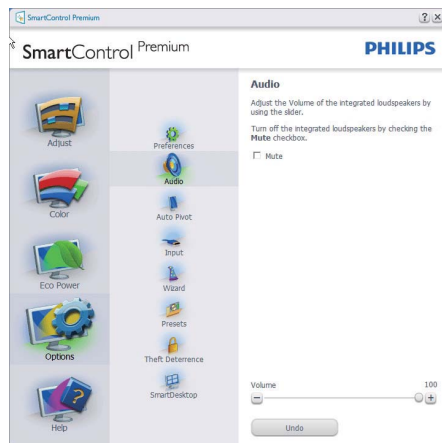 SmartControl Premium
? X
SmartControl Premium
PHILIPS
Adjust
Color
Eco Power
Options
Help
Preferences
Audio
Auto Pivot
Input
Wizard
Presets
Theft Deterrence
SmartDesktop
Audio
Adjust the Volume of the integrated loudspeakers by
using the slider.
Turn off the integrated loudspeakers by checking the
Mute checkbox.
Mute
Volume 100
Undo